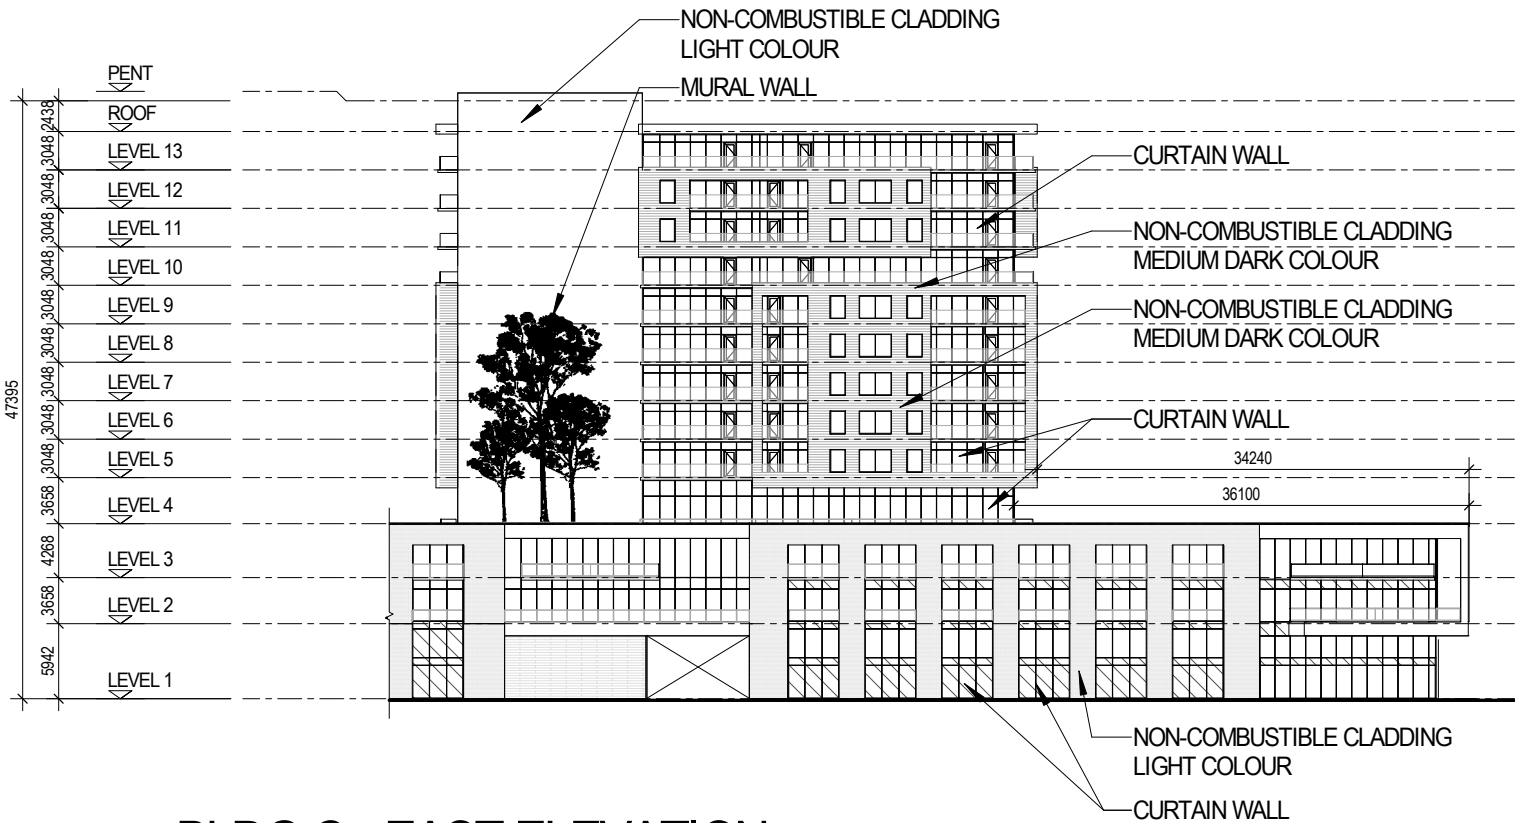 NON-COMBUSTIBLE CLADDING
LIGHT COLOUR
PENT
MURAL WALL
2438
ROOF
3048
LEVEL 13
CURTAIN WALL
3048
LEVEL 12
3048
LEVEL 11
NON-COMBUSTIBLE CLADDING
MEDIUM DARK COLOUR
3048
LEVEL 10
3048
LEVEL 9
NON-COMBUSTIBLE CLADDING
MEDIUM DARK COLOUR
3048
LEVEL 8
3048
LEVEL 7
47395
3048
LEVEL 6
CURTAIN WALL
3048
LEVEL 5
34240
3658
36100
LEVEL 4
4268
LEVEL 3
3658
LEVEL 2
5942
LEVEL 1
NON-COMBUSTIBLE CLADDING
LIGHT COLOUR
CURTAIN WALL